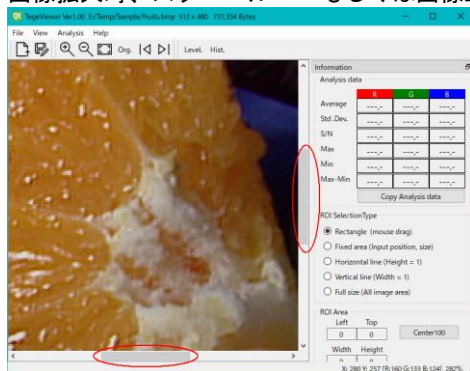 TegeViewer Ver1.00 E:/Temp/Sample/fruits.bmp 512 x 480 737,334 Bytes
File View Analysis Help
Org. Level. Hist.
Information
Analysis data
R G B
Average ---.- ---.- ---.-
Std .Dev. ---.- ---.- ---.-
S/N ---.- ---.- ---.-
Max ---.- ---.- ---.-
Min ---.- ---.- ---.-
Max-Min ---.- ---.- ---.-
Copy Analysis data
ROI SelectionType
Rectangle (mouse drag)
Fixed area (Input position, size)
Horizontal line (Height = 1)
Vertical line (Width = 1)
Full size (All image area)
ROI Area
Left Top
0 0 Center100
Width Height
X: 280 Y: 257 [R:160 G:133 B:124] 282%